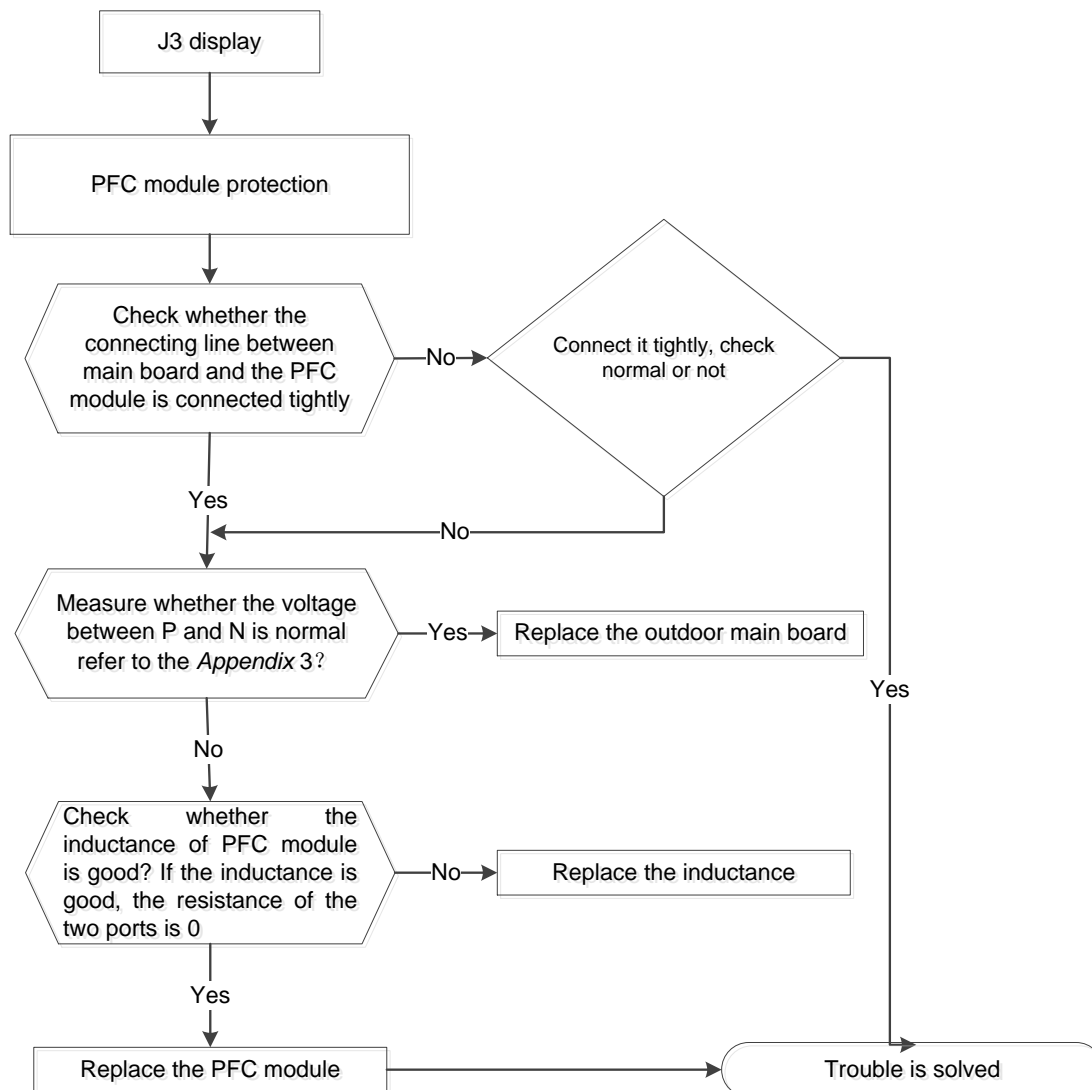 J3 display
PFC module protection
Check whether the
connecting line between
main board and the PFC
module is connected tightly
No
Connect it tightly, check
normal or not
Yes
No
Measure whether the voltage
between P and N is normal
refer to the Appendix 3?
Yes
Replace the outdoor main board
Yes
No
Check whether the
inductance of PFC module
is good? If the inductance is
good, the resistance of the
two ports is 0
No
Replace the inductance
Yes
Replace the PFC module
Trouble is solved